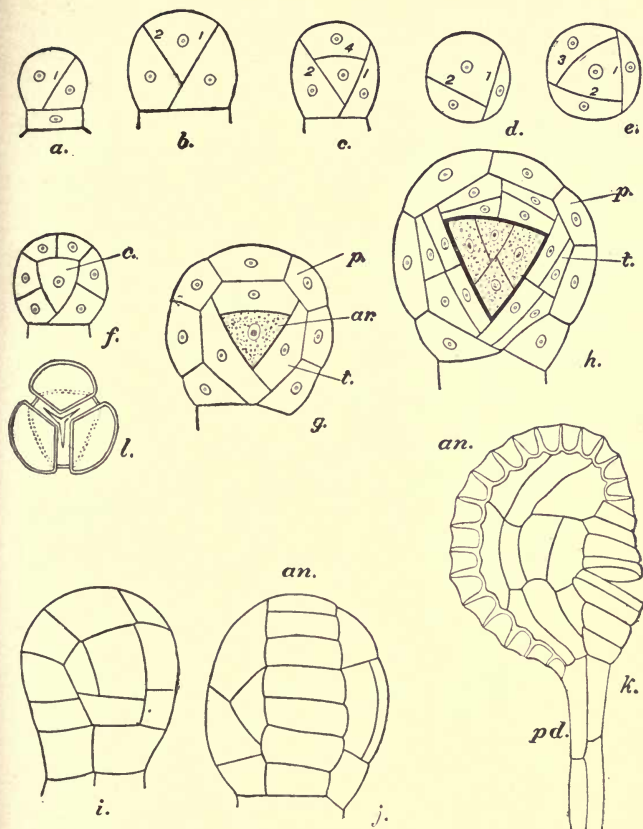 1
a.
2 1
b.
4
2 1
c.
2 1
d.
3 1
2
e.
c.
f.
p.
ar.
t.
g.
p.
t.
h.
l.
an.
k.
pd.
i.
an.
j.